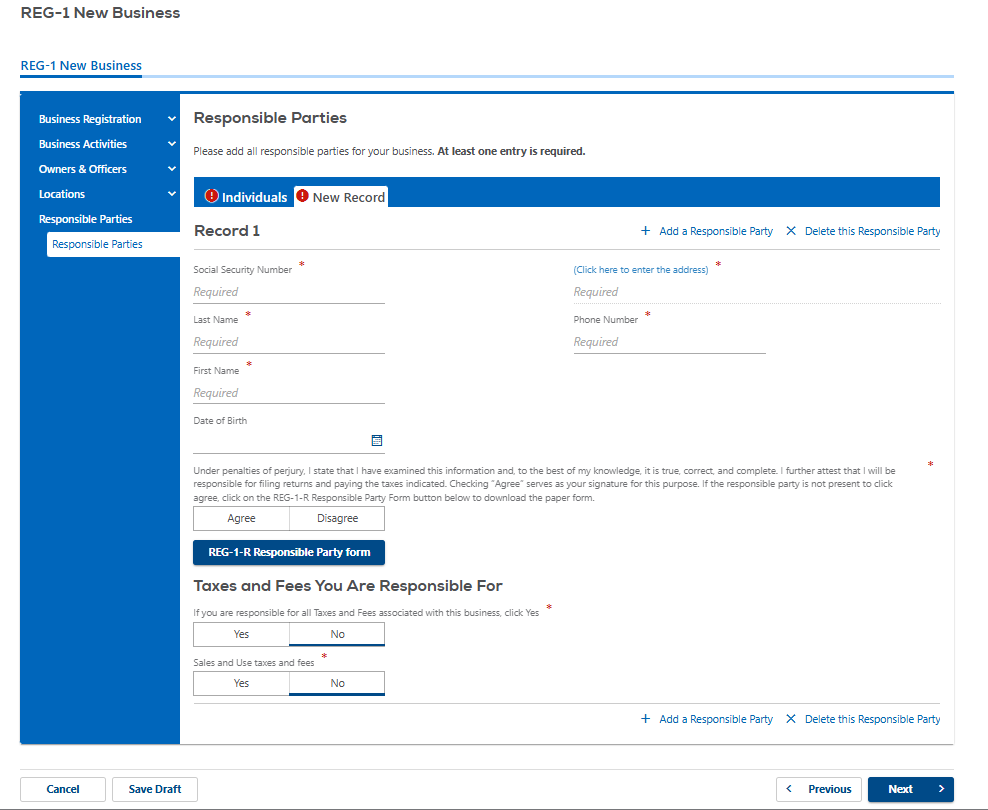 REG-1 New Business
REG-1 New Business
Business Registration
Business Activities
Owners & Officers
Locations
Responsible Parties
Responsible Parties
Responsible Parties
Please add all responsible parties for your business. At least one entry is required.
! Individuals ! New Record
Record 1
+ Add a Responsible Party X Delete this Responsible Party
Social Security Number *
Required
(Click here to enter the address) *
Required
Last Name *
Required
Phone Number *
Required
First Name *
Required
Date of Birth
Under penalties of perjury, I state that I have examined this information and, to the best of my knowledge, it is true, correct, and complete. I further attest that I will be *
responsible for filing returns and paying the taxes indicated. Checking "Agree" serves as your signature for this purpose. If the responsible party is not present to click
agree, click on the REG-1-R Responsible Party Form button below to download the paper form.
Agree Disagree
REG-1-R Responsible Party form
Taxes and Fees You Are Responsible For
If you are responsible for all Taxes and Fees associated with this business, click Yes *
Yes No
Sales and Use taxes and fees *
Yes No
+ Add a Responsible Party X Delete this Responsible Party
Cancel Save Draft < Previous Next >